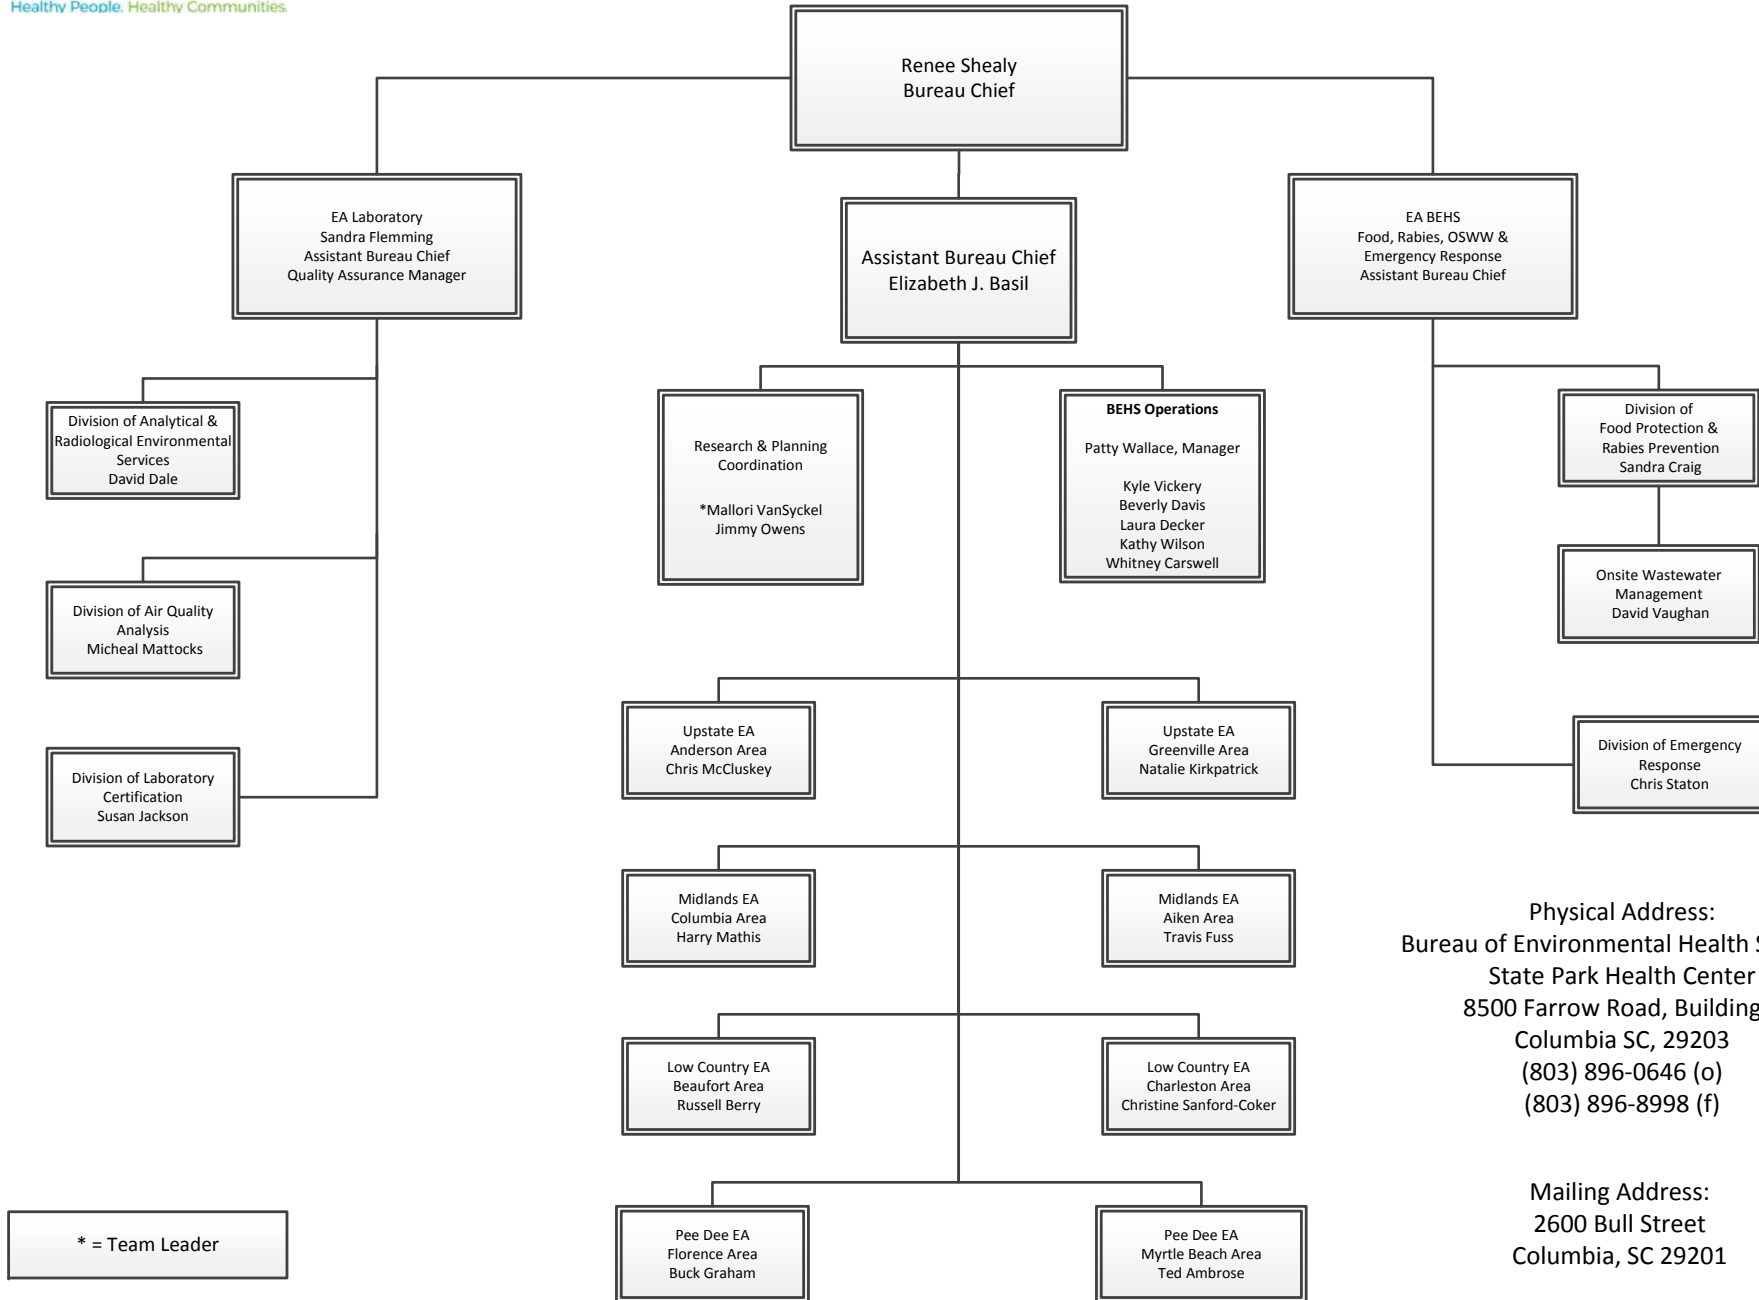 Healthy People. Healthy Communities.
Renee Shealy
Bureau Chief
EA Laboratory
Sandra Flemming
Assistant Bureau Chief
Quality Assurance Manager
Assistant Bureau Chief
Elizabeth J. Basil
EA BEHS
Food, Rabies, OSWW &
Emergency Response
Assistant Bureau Chief
Division of Analytical &
Radiological Environmental
Services
David Dale
Research & Planning
Coordination
*Mallori VanSyckel
Jimmy Owens
BEHS Operations
Patty Wallace, Manager
Kyle Vickery
Beverly Davis
Laura Decker
Kathy Wilson
Whitney Carswell
Division of
Food Protection &
Rabies Prevention
Sandra Craig
Division of Air Quality
Analysis
Micheal Mattocks
Onsite Wastewater
Management
David Vaughan
Upstate EA
Anderson Area
Chris McCluskey
Upstate EA
Greenville Area
Natalie Kirkpatrick
Division of Laboratory
Certification
Susan Jackson
Division of Emergency
Response
Chris Staton
Midlands EA
Columbia Area
Harry Mathis
Midlands EA
Aiken Area
Travis Fuss
Low Country EA
Beaufort Area
Russell Berry
Low Country EA
Charleston Area
Christine Sanford-Coker
Pee Dee EA
Florence Area
Buck Graham
Pee Dee EA
Myrtle Beach Area
Ted Ambrose
Physical Address:
Bureau of Environmental Health
State Park Health Center
8500 Farrow Road, Building
Columbia SC, 29203
(803) 896-0646 (o)
(803) 896-8998 (f)
Mailing Address:
2600 Bull Street
Columbia, SC 29201
* = Team Leader